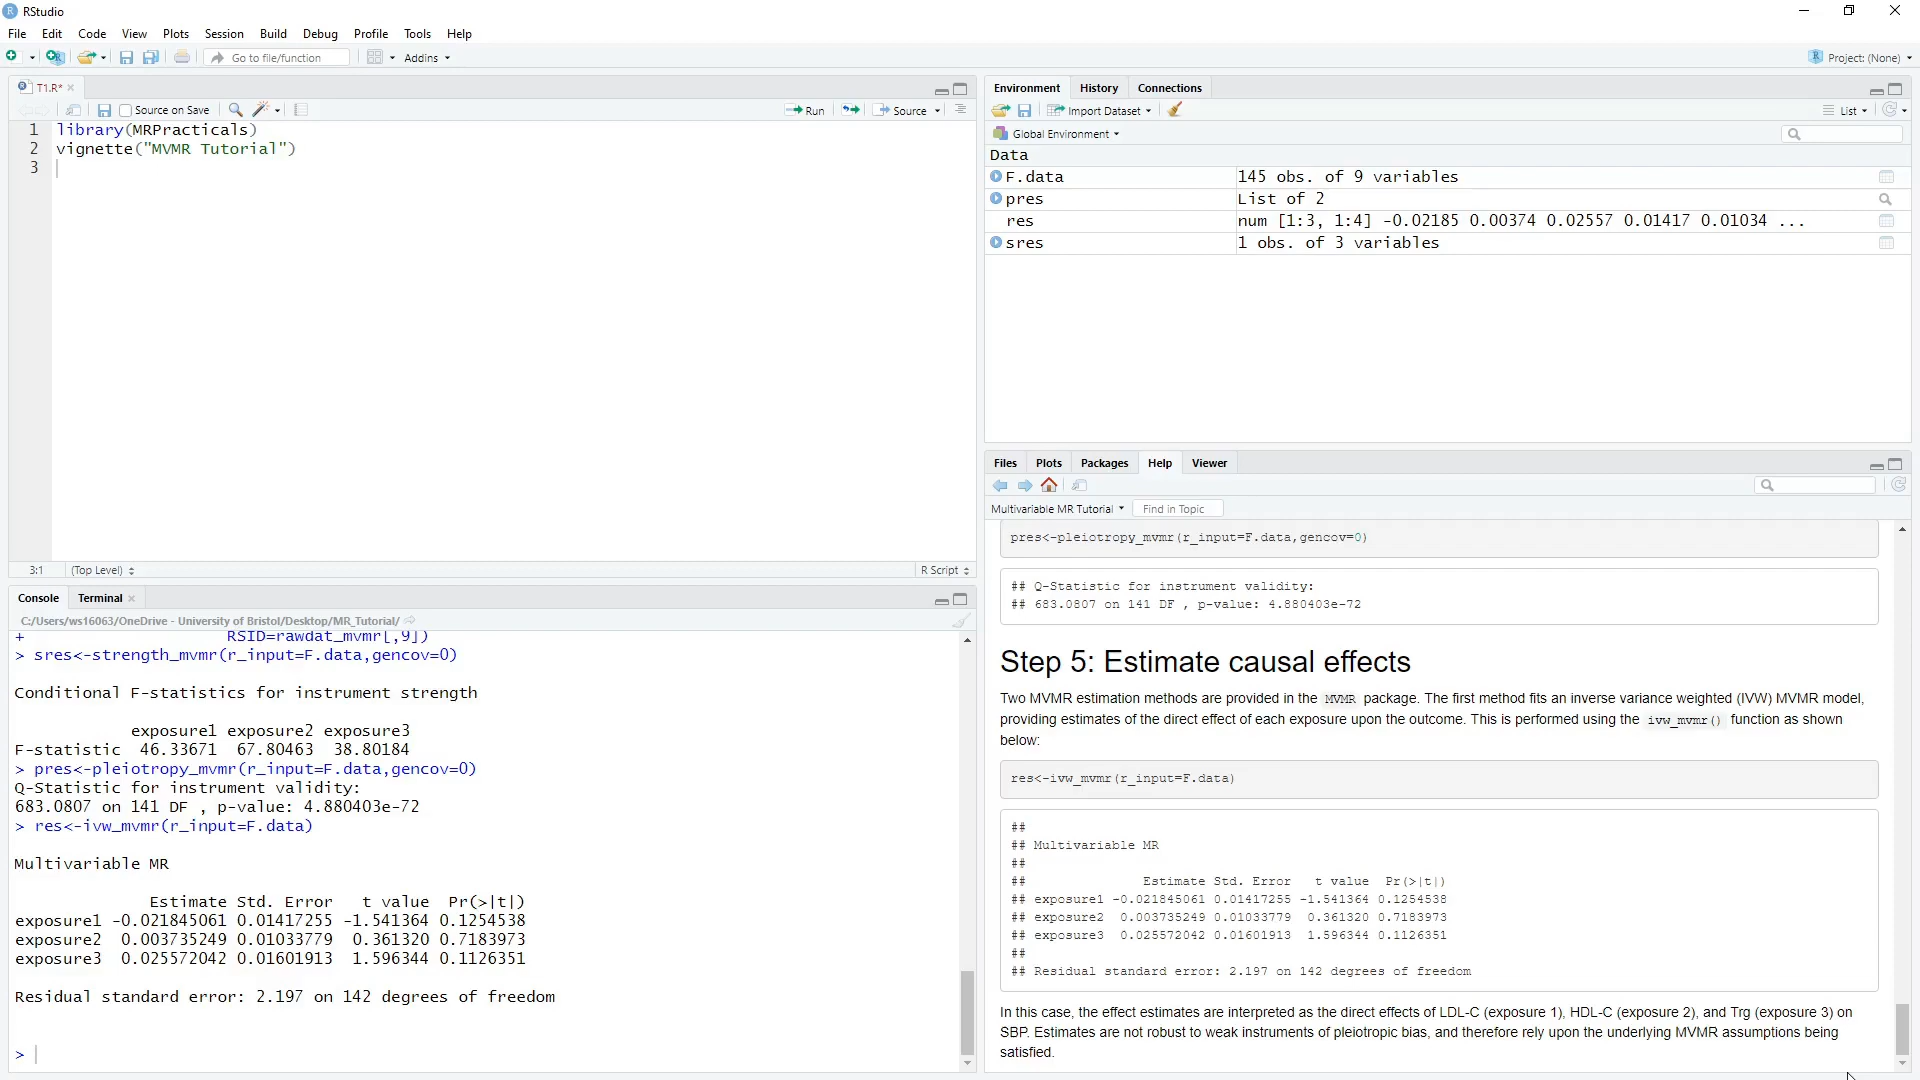 RStudio
File Edit Code View Plots Session Build Debug Profile Tools Help
Go to file/function Addins Project: (None)
T1.R*
Source on Save Run Source
1 library(MRPracticals)
2 vignette("MVMR Tutorial")
3
3:1 (Top Level) R Script
Console Terminal
C:/Users/ws16063/OneDrive - University of Bristol/Desktop/MR_Tutorial/
+ RSID=rawdat_mvmr[,9])
> sres<-strength_mvmr(r_input=F.data,gencov=0)
Conditional F-statistics for instrument strength
exposure1 exposure2 exposure3
F-statistic 46.33671 67.80463 38.80184
> pres<-pleiotropy_mvmr(r_input=F.data,gencov=0)
Q-Statistic for instrument validity:
683.0807 on 141 DF , p-value: 4.880403e-72
> res<-ivw_mvmr(r_input=F.data)
Multivariable MR
Estimate Std. Error t value Pr(>|t|)
exposure1 -0.021845061 0.01417255 -1.541364 0.1254538
exposure2 0.003735249 0.01033779 0.361320 0.7183973
exposure3 0.025572042 0.01601913 1.596344 0.1126351
Residual standard error: 2.197 on 142 degrees of freedom
>
Environment History Connections
Import Dataset List
Global Environment
Data
F.data 145 obs. of 9 variables
pres List of 2
res num [1:3, 1:4] -0.02185 0.00374 0.02557 0.01417 0.01034 ...
sres 1 obs. of 3 variables
Files Plots Packages Help Viewer
Multivariable MR Tutorial Find in Topic
pres<-pleiotropy_mvmr(r_input=F.data,gencov=0)
## Q-Statistic for instrument validity:
## 683.0807 on 141 DF , p-value: 4.880403e-72
Step 5: Estimate causal effects
Two MVMR estimation methods are provided in the MVMR package. The first method fits an inverse variance weighted (IVW) MVMR model,
providing estimates of the direct effect of each exposure upon the outcome. This is performed using the ivw_mvmr() function as shown
below:
res<-ivw_mvmr(r_input=F.data)
##
## Multivariable MR
##
## Estimate Std. Error t value Pr(>|t|)
## exposure1 -0.021845061 0.01417255 -1.541364 0.1254538
## exposure2 0.003735249 0.01033779 0.361320 0.7183973
## exposure3 0.025572042 0.01601913 1.596344 0.1126351
##
## Residual standard error: 2.197 on 142 degrees of freedom
In this case, the effect estimates are interpreted as the direct effects of LDL-C (exposure 1), HDL-C (exposure 2), and Trg (exposure 3) on
SBP. Estimates are not robust to weak instruments of pleiotropic bias, and therefore rely upon the underlying MVMR assumptions being
satisfied.